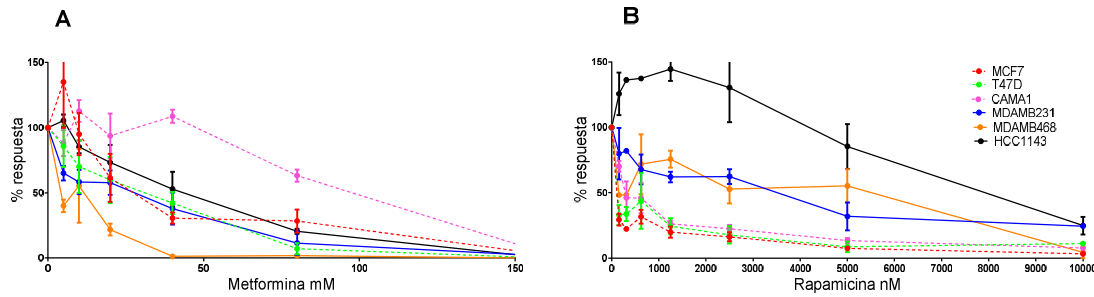 A
% respuesta
150
100
50
0
0
50
100
150
Metformina mM
B
% respuesta
150
100
50
0
0
1000
2000
3000
4000
5000
6000
7000
8000
9000
10000
Rapamicina nM
MCF7
T47D
CAMA1
MDAMB231
MDAMB468
HCC1143